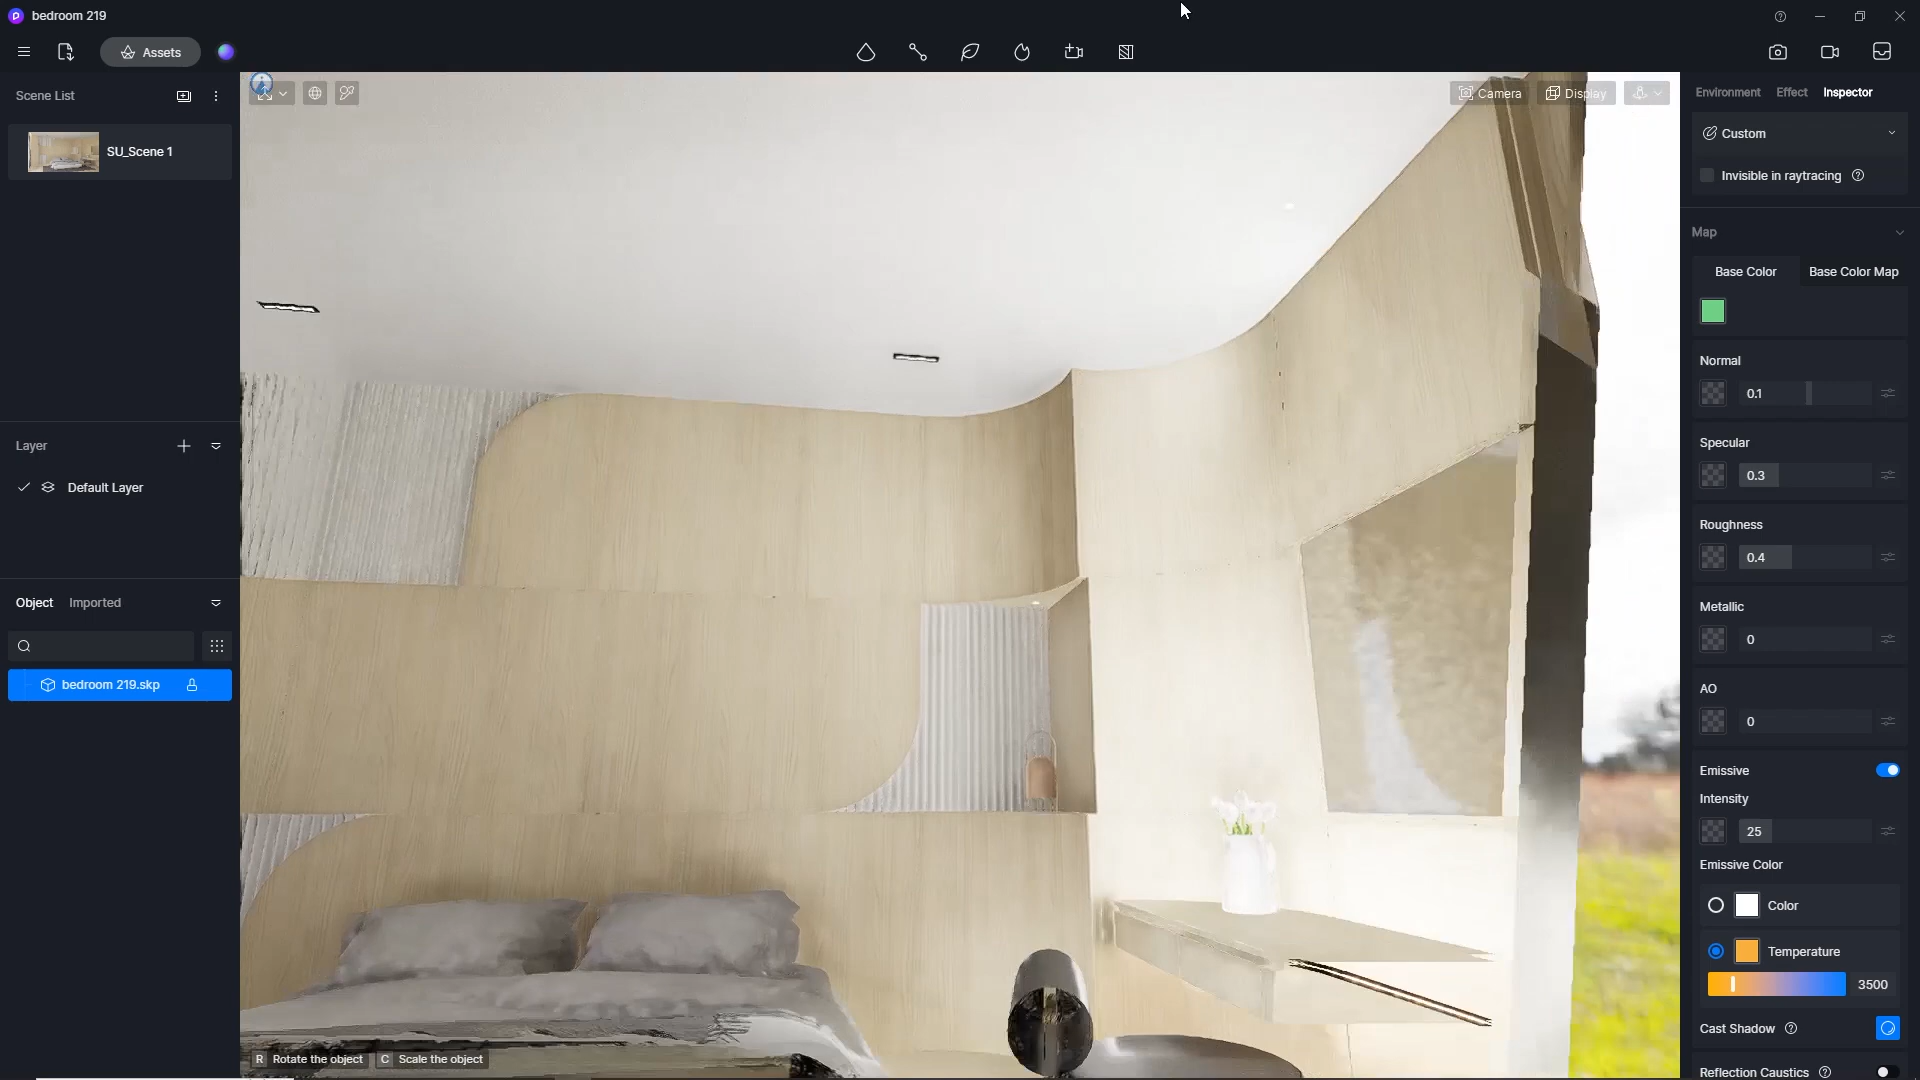 bedroom 219
Assets
Scene List
SU_Scene 1
Layer
Default Layer
Object
Imported
bedroom 219.skp
Camera
Display
R Rotate the object
C Scale the object
Environment
Effect
Inspector
Custom
Invisible in raytracing
Map
Base Color
Base Color Map
Normal
0.1
Specular
0.3
Roughness
0.4
Metallic
0
AO
0
Emissive
Intensity
25
Emissive Color
Color
Temperature
3500
Cast Shadow
Reflection Caustics